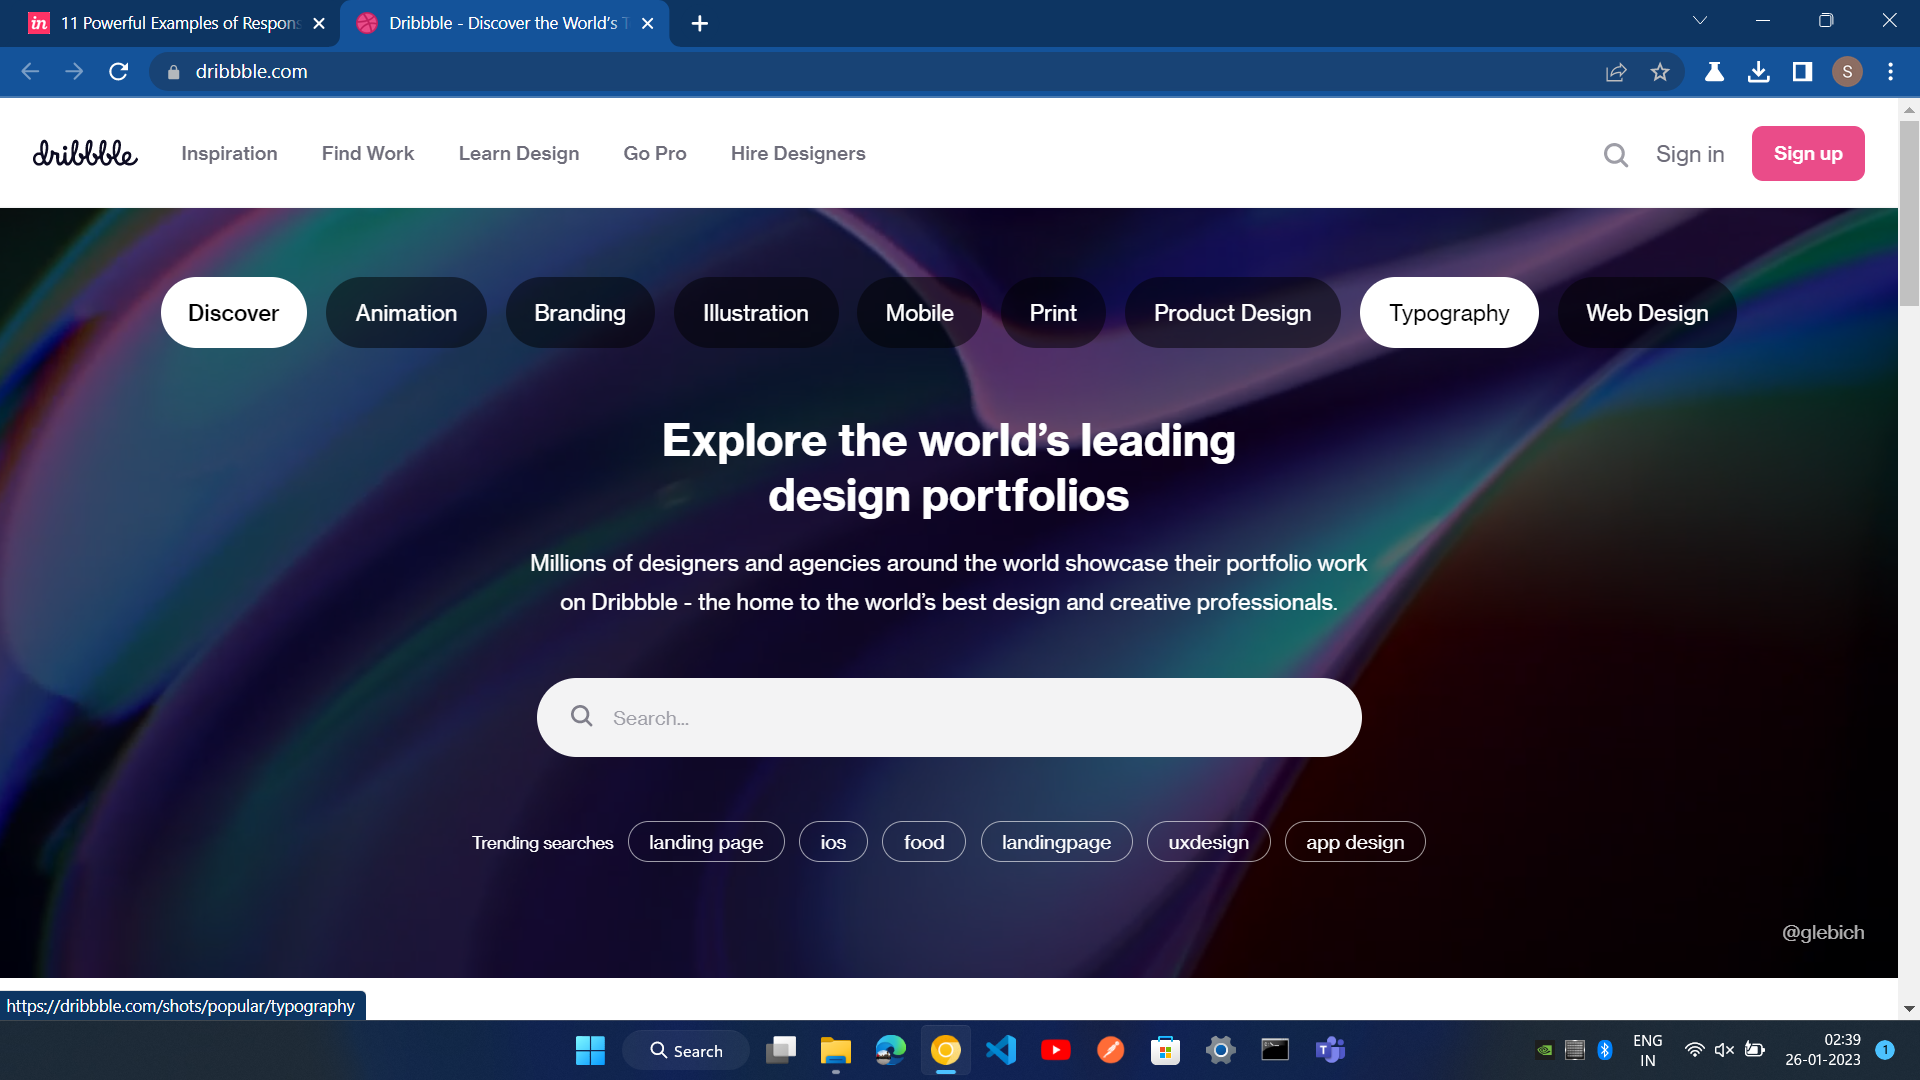 in 11 Powerful Examples of Respons
Dribbble - Discover the World's T
dribbble.com
S
dribbble Inspiration Find Work Learn Design Go Pro Hire Designers Sign in Sign up
Discover Animation Branding Illustration Mobile Print Product Design Typography Web Design
Explore the world's leading
design portfolios
Millions of designers and agencies around the world showcase their portfolio work
on Dribbble - the home to the world's best design and creative professionals.
Search...
Trending searches landing page ios food landingpage uxdesign app design
@glebich
https://dribbble.com/shots/popular/typography
Search
ENG
IN
02:39
26-01-2023
1